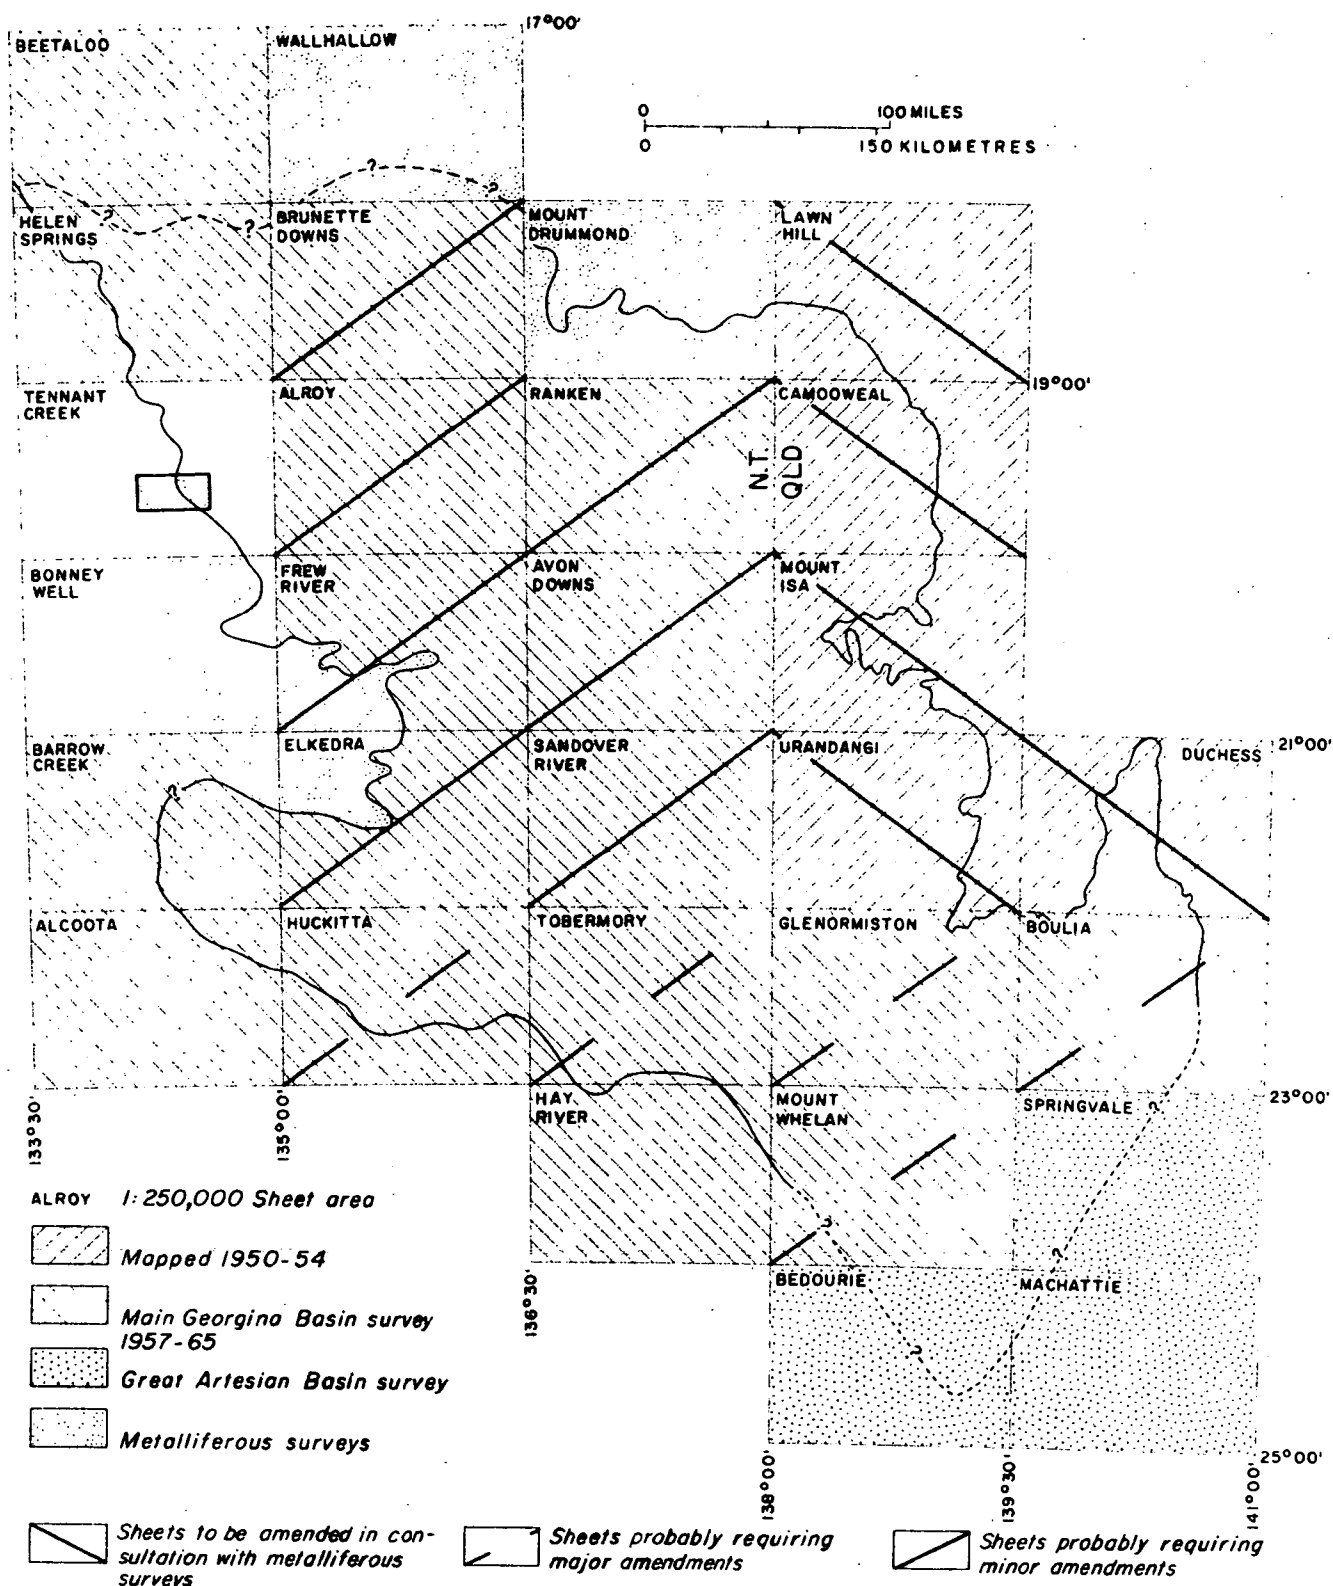 17°00'
BEETALOO
WALLHALLOW
0 100 MILES
0 150 KILOMETRES
?
?
HELEN
SPRINGS
?
?
BRUNETTE
DOWNS
MOUNT
DRUMMOND
LAWN
HILL
TENNANT
CREEK
ALROY
RANKEN
CAMOOWEAL
19°00'
N.T.
QLD
BONNEY
WELL
FREW
RIVER
AVON
DOWNS
MOUNT
ISA
BARROW
CREEK
ELKEDRA
SANDOVER
RIVER
URANDANGI
DUCHESS
21°00'
?
ALCOOTA
HUCKITTA
TOBERMORY
GLENORMISTON
BOULIA
HAY
RIVER
MOUNT
WHELAN
SPRINGVALE
?
23°00'
133°30'
135°00'
?
?
BEDOURIE
MACHATTIE
136°30'
?
25°00'
138°00'
139°30'
141°00'
ALROY 1:250,000 Sheet area
Mapped 1950-54
Main Georgina Basin survey
1957-65
Great Artesian Basin survey
Metalliferous surveys
Sheets to be amended in con-
sultation with metalliferous
surveys
Sheets probably requiring
major amendments
Sheets probably requiring
minor amendments